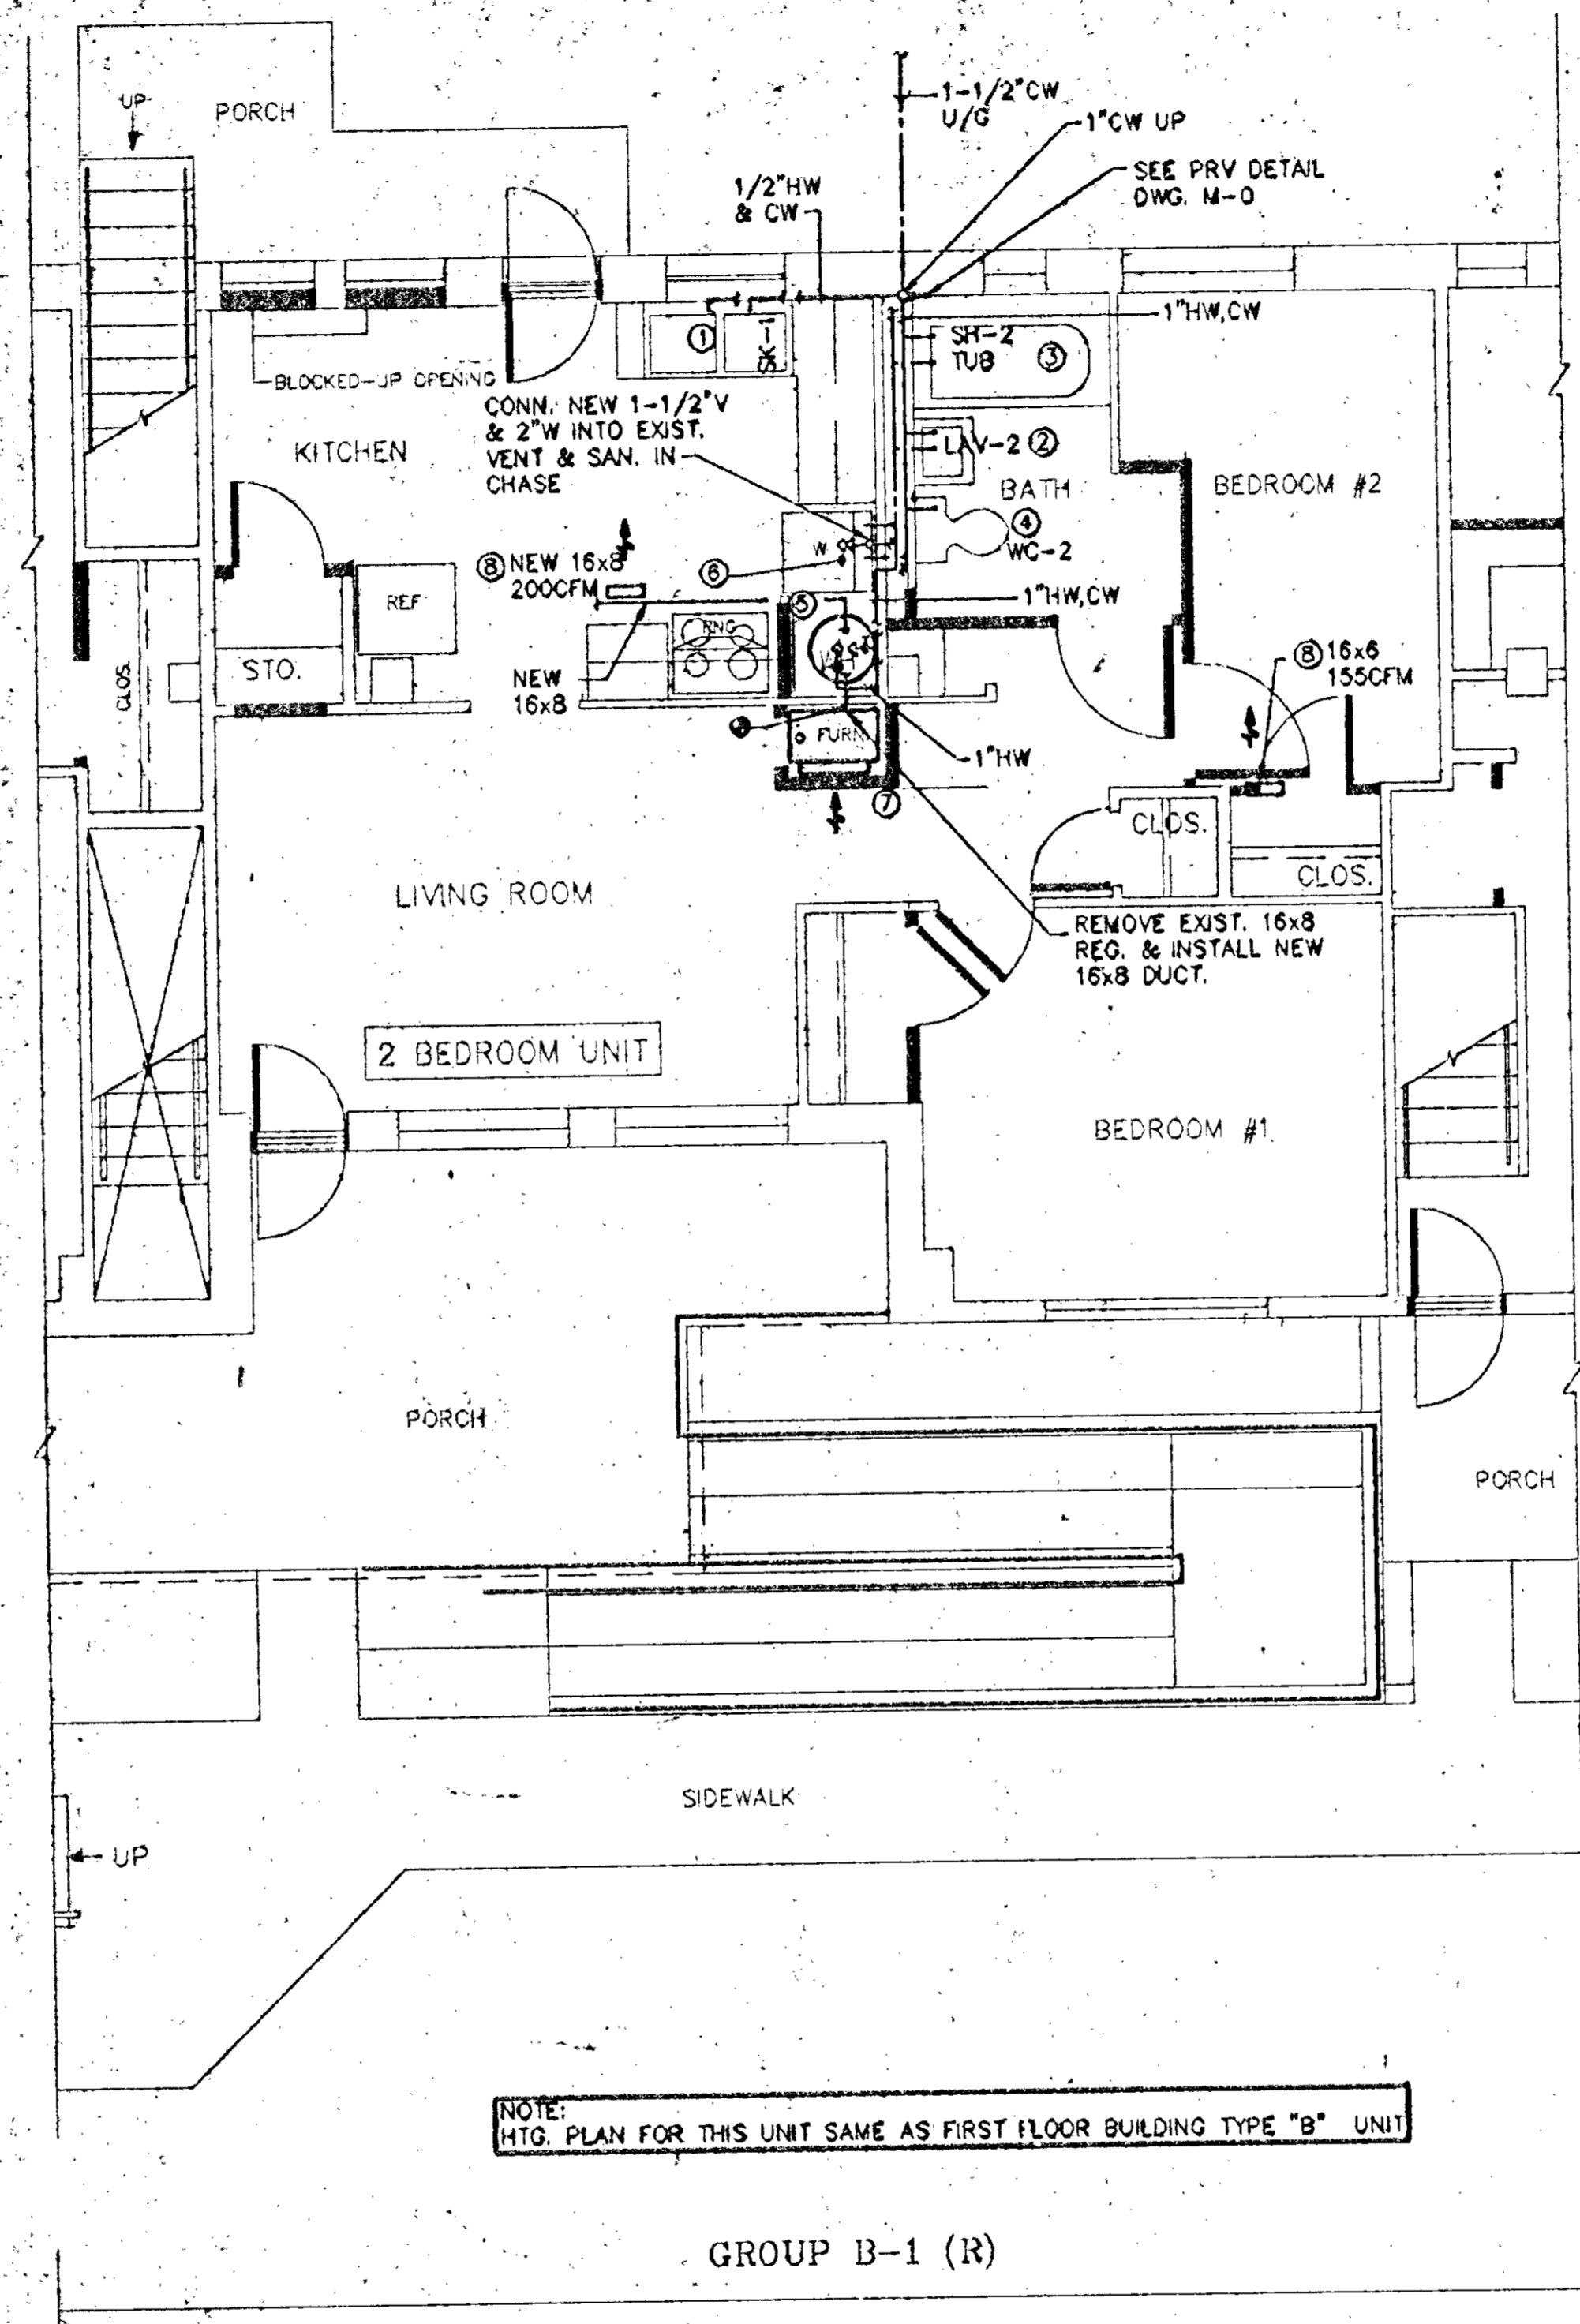 UP
PORCH
1-1/2"CW
U/G
1"CW UP
SEE PRV DETAIL
DWG. M-0
1/2"HW
& CW
1"HW,CW
SH-2
TUB
3
1
SK-1
BLOCKED-UP OPENING
CONN. NEW 1-1/2"V
& 2"W INTO EXIST.
VENT & SAN. IN
CHASE
KITCHEN
LAV-2 2
BATH
BEDROOM #2
4
WC-2
W
8 NEW 16x8
200CFM
6
REF
5
1"HW,CW
RNG
STO.
CLOS.
NEW
16x8
8 16x6
155CFM
FURN
1"HW
7
CLOS.
CLOS.
LIVING ROOM
REMOVE EXIST. 16x8
REG. & INSTALL NEW
16x8 DUCT.
2 BEDROOM UNIT
BEDROOM #1
PORCH
PORCH
SIDEWALK
UP
NOTE:
HTG. PLAN FOR THIS UNIT SAME AS FIRST FLOOR BUILDING TYPE "B" UNIT
GROUP B-1 (R)